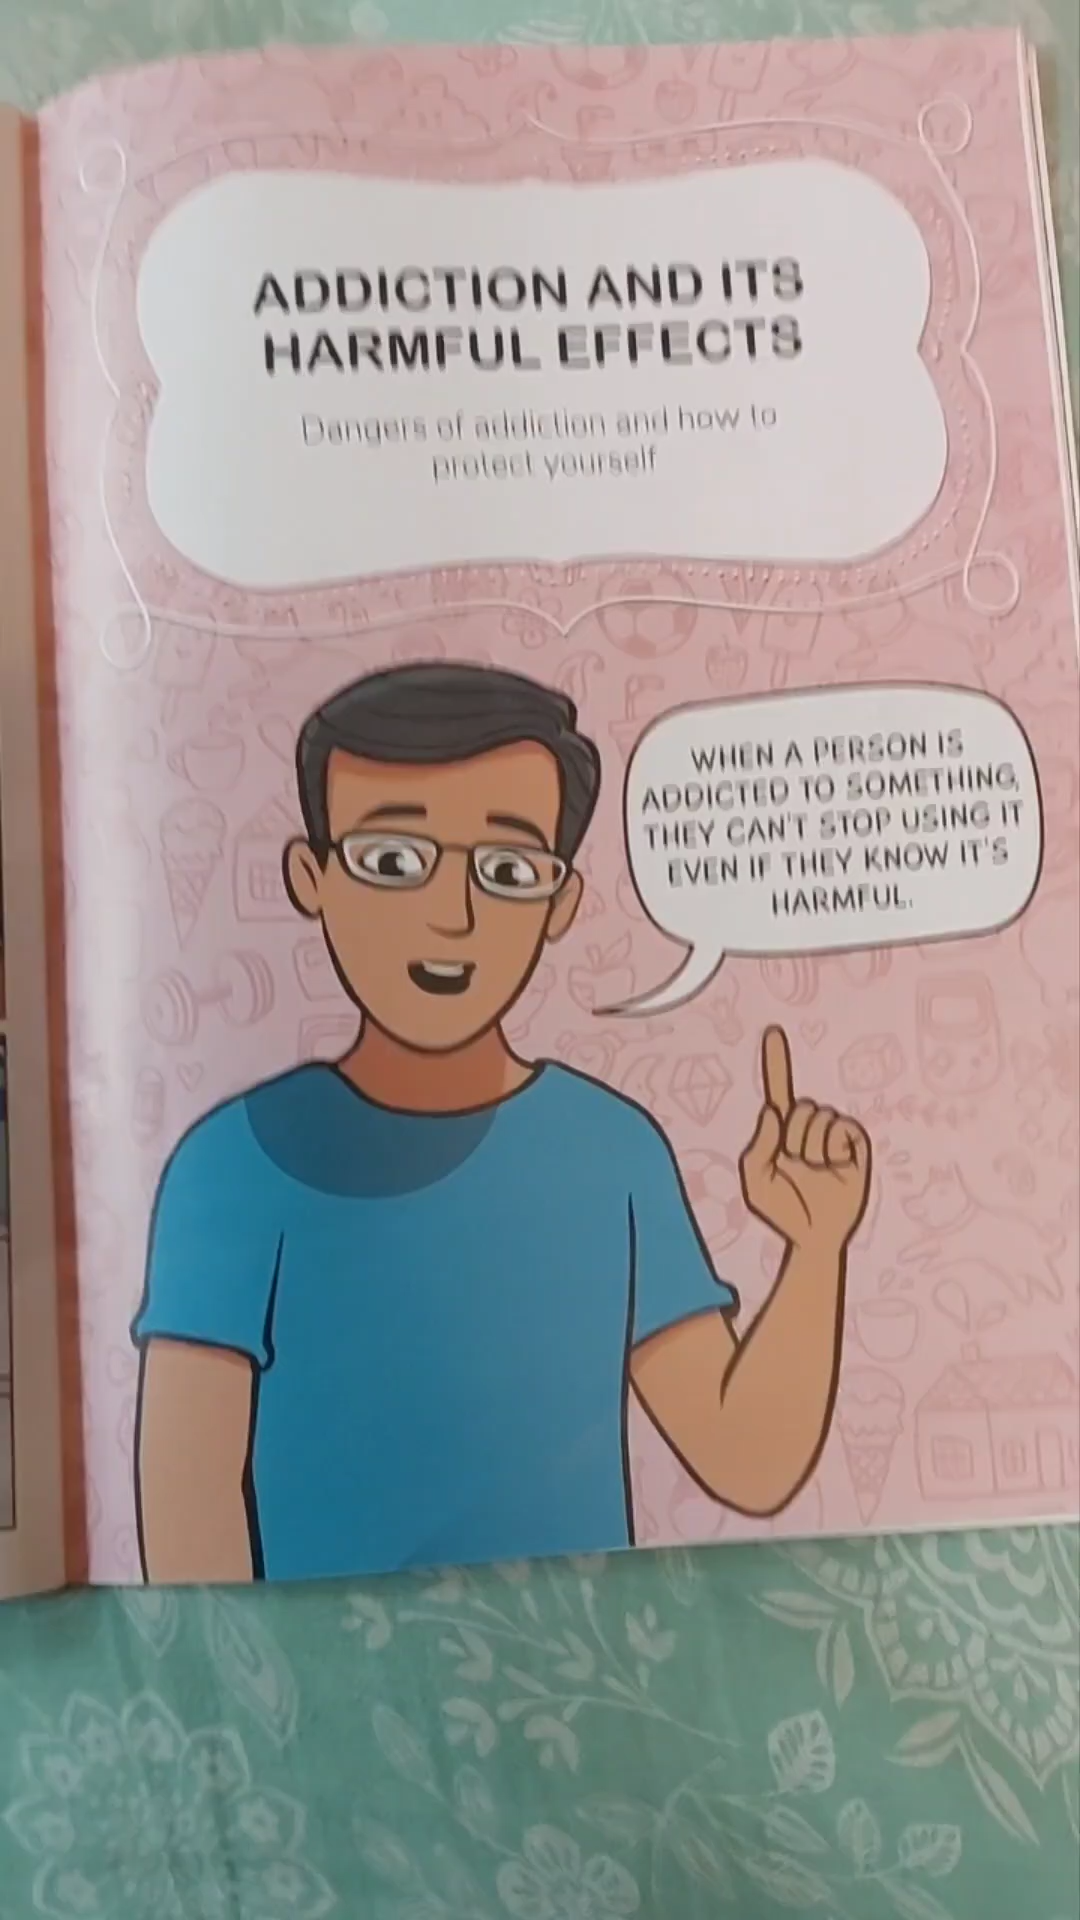 ADDICTION AND ITS
HARMFUL EFFECTS
Dangers of addiction and how to
protect yourself
WHEN A PERSON IS
ADDICTED TO SOMETHING,
THEY CAN'T STOP USING IT
EVEN IF THEY KNOW IT'S
HARMFUL.